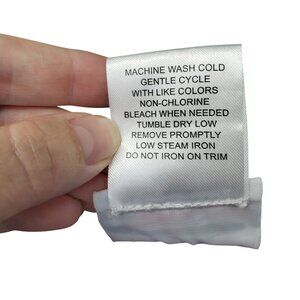 MACHINE WASH COLD
GENTLE CYCLE
WITH LIKE COLORS
NON-CHLORINE
BLEACH WHEN NEEDED
TUMBLE DRY LOW
REMOVE PROMPTLY
LOW STEAM IRON
DO NOT IRON ON TRIM